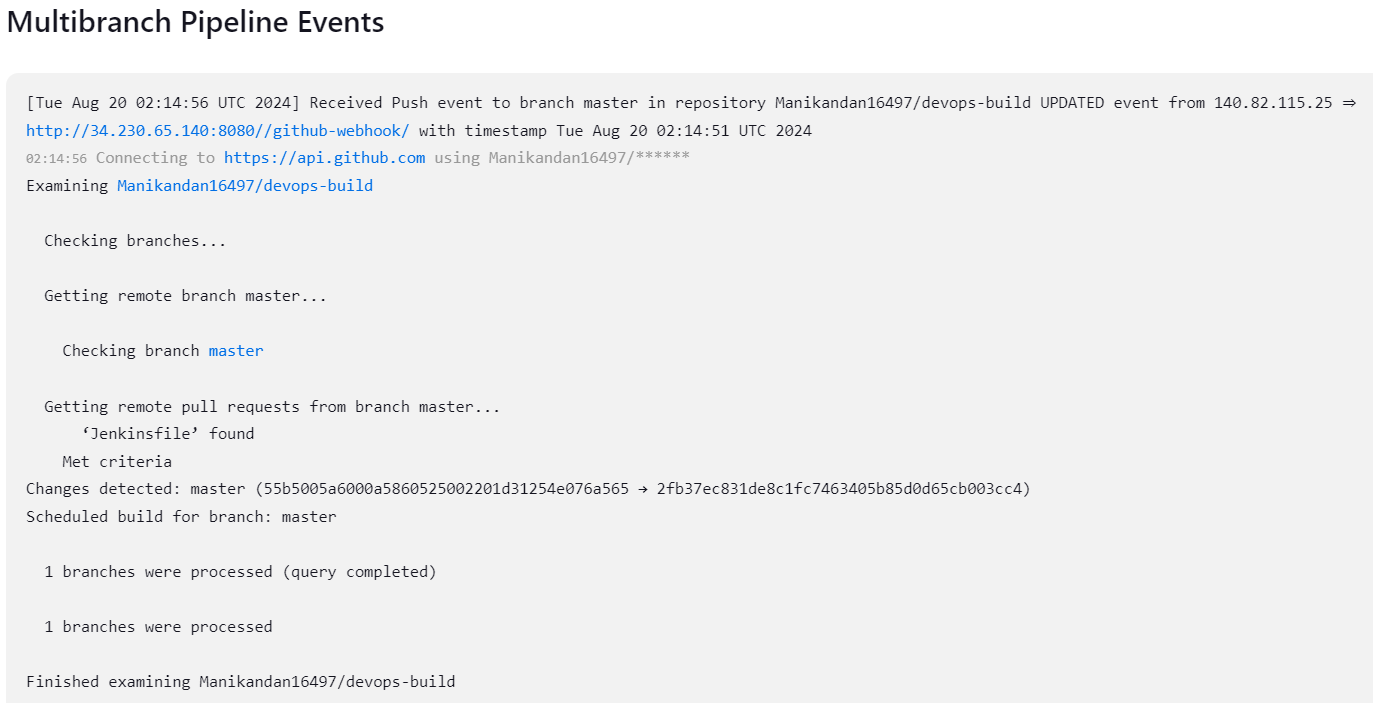 Multibranch Pipeline Events
[Tue Aug 20 02:14:56 UTC 2024] Received Push event to branch master in repository Manikandan16497/devops-build UPDATED event from 140.82.115.25 ⇒
http://34.230.65.140:8080//github-webhook/ with timestamp Tue Aug 20 02:14:51 UTC 2024
02:14:56 Connecting to https://api.github.com using Manikandan16497/******
Examining Manikandan16497/devops-build
Checking branches...
Getting remote branch master...
Checking branch master
Getting remote pull requests from branch master...
‘Jenkinsfile’ found
Met criteria
Changes detected: master (55b5005a6000a5860525002201d31254e076a565 → 2fb37ec831de8c1fc7463405b85d0d65cb003cc4)
Scheduled build for branch: master
1 branches were processed (query completed)
1 branches were processed
Finished examining Manikandan16497/devops-build